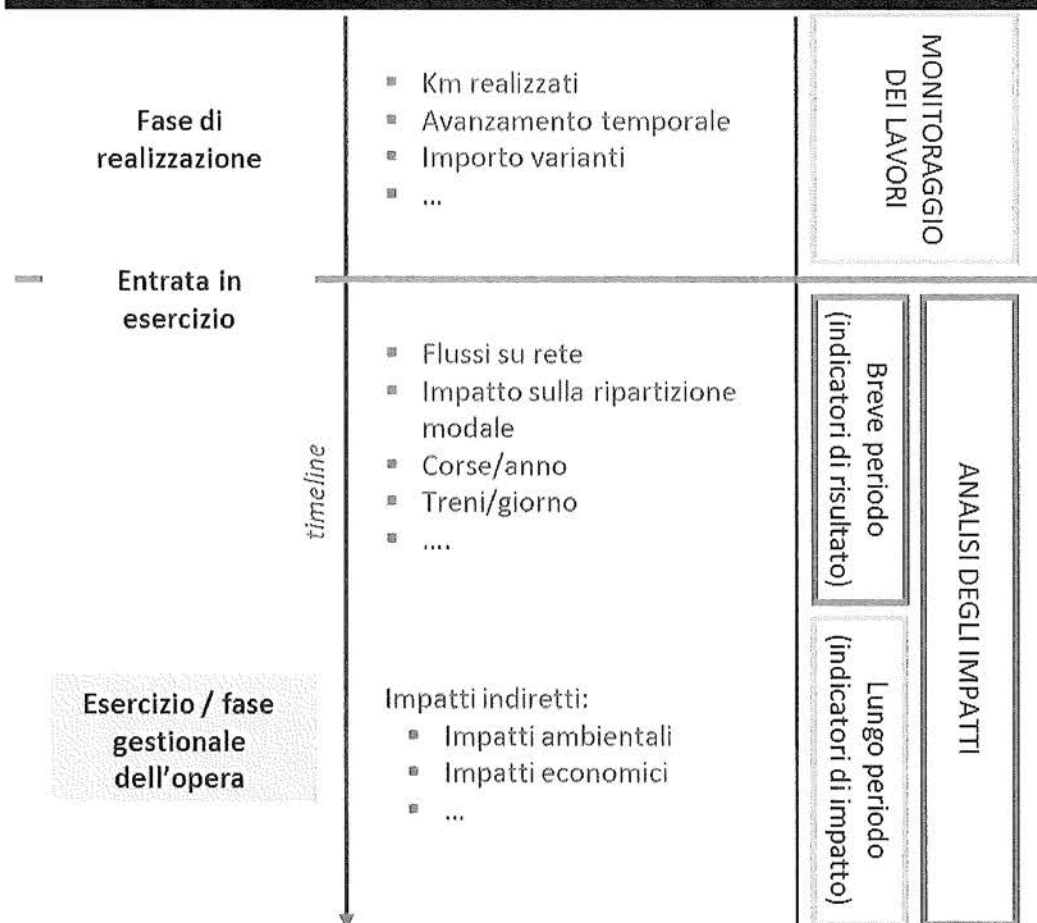 Fase di
realizzazione
▪ Km realizzati
▪ Avanzamento temporale
▪ Importo varianti
▪ ...
MONITORAGGIO
DEI LAVORI
Entrata in
esercizio
timeline
▪ Flussi su rete
▪ Impatto sulla ripartizione
modale
▪ Corse/anno
▪ Treni/giorno
▪ ....
Breve periodo
(indicatori di risultato)
ANALISI DEGLI IMPATTI
Esercizio / fase
gestionale
dell'opera
Impatti indiretti:
▪ Impatti ambientali
▪ Impatti economici
▪ ...
Lungo periodo
(indicatori di impatto)